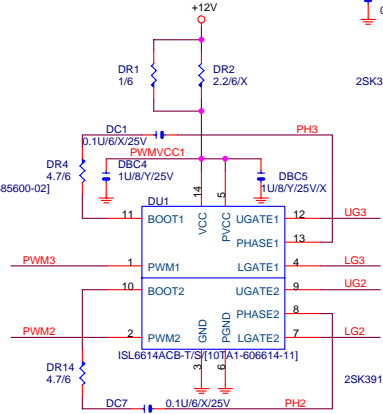 +12V
0
DR1
1/6
DR2
2.2/6/X
2SK3
DC1
0.1U/6/X/25V
PH3
PWMVCC1
DR4
4.7/6
DBC4
1U/8/Y/25V
DBC5
1U/8/Y/25V/X
85600-02]
DU1
14
5
11
BOOT1
VCC
PVCC
UGATE1
12
UG3
PHASE1
13
PWM3
1
PWM1
LGATE1
4
LG3
10
BOOT2
UGATE2
9
UG2
PHASE2
8
PWM2
2
PWM2
GND
PGND
LGATE2
7
LG2
ISL6614ACB-T/S/[10TA1-606614-11]
3
6
DR14
4.7/6
2SK391
DC7
0.1U/6/X/25V
PH2